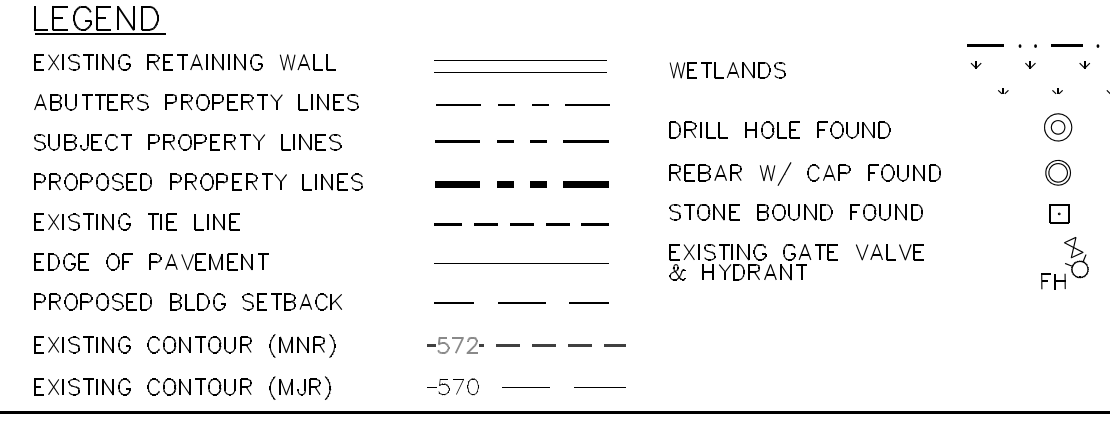 LEGEND
EXISTING RETAINING WALL
ABUTTERS PROPERTY LINES
SUBJECT PROPERTY LINES
PROPOSED PROPERTY LINES
EXISTING TIE LINE
EDGE OF PAVEMENT
PROPOSED BLDG SETBACK
EXISTING CONTOUR (MNR) 572
EXISTING CONTOUR (MJR) 570
WETLANDS
DRILL HOLE FOUND
REBAR W/ CAP FOUND
STONE BOUND FOUND
EXISTING GATE VALVE
& HYDRANT FH